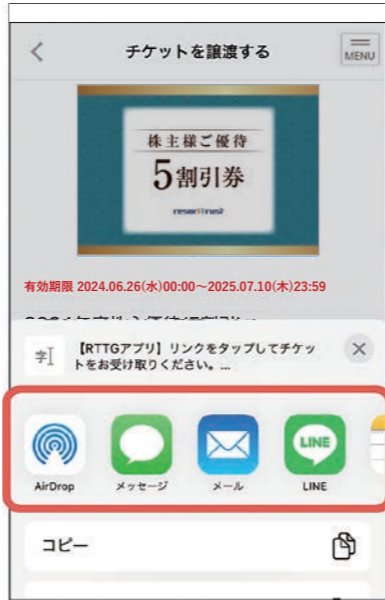 チケットを譲渡する
MENU
株主様ご優待
5割引券
resorttrust
有効期限 2024.06.26(水)00:00～2025.07.10(木)23:59
字
【RTTGアプリ】リンクをタップしてチケッ
トをお受け取りください。...
AirDrop
メッセージ
メール
LINE
LINE
コピー